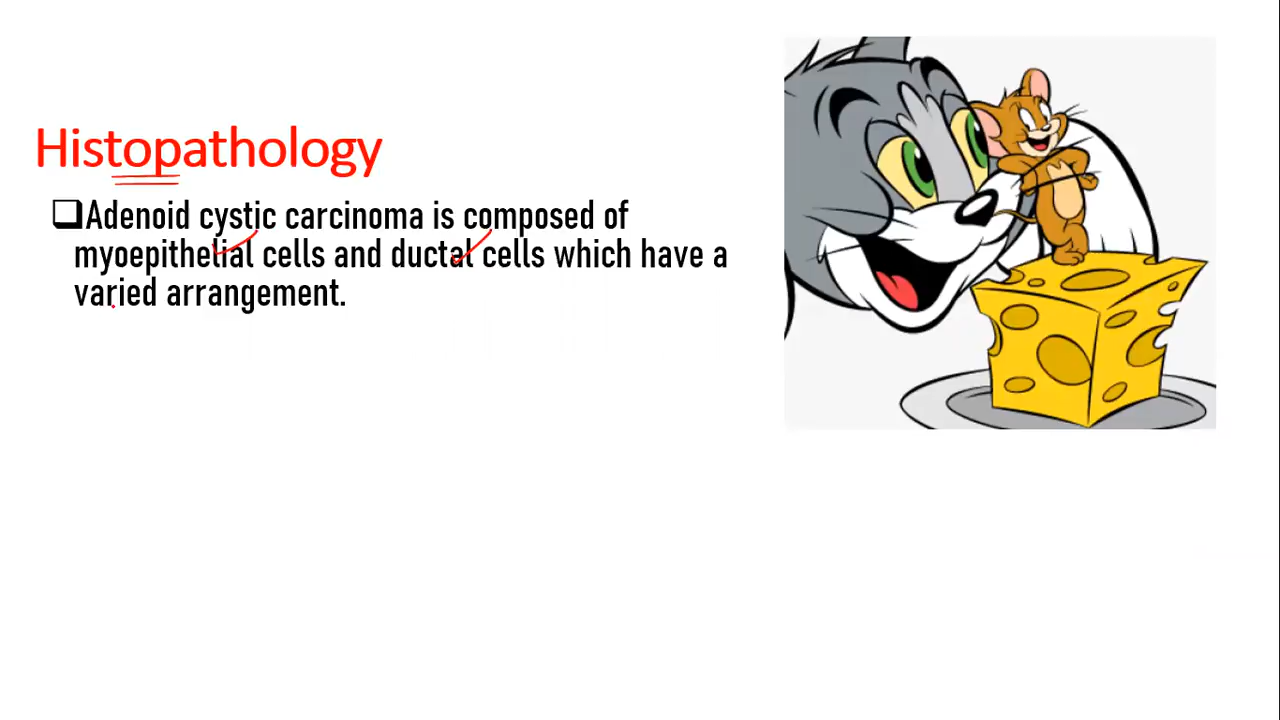 Histopathology
❑Adenoid cystic carcinoma is composed of
myoepithelial cells and ductal cells which have a
varied arrangement.